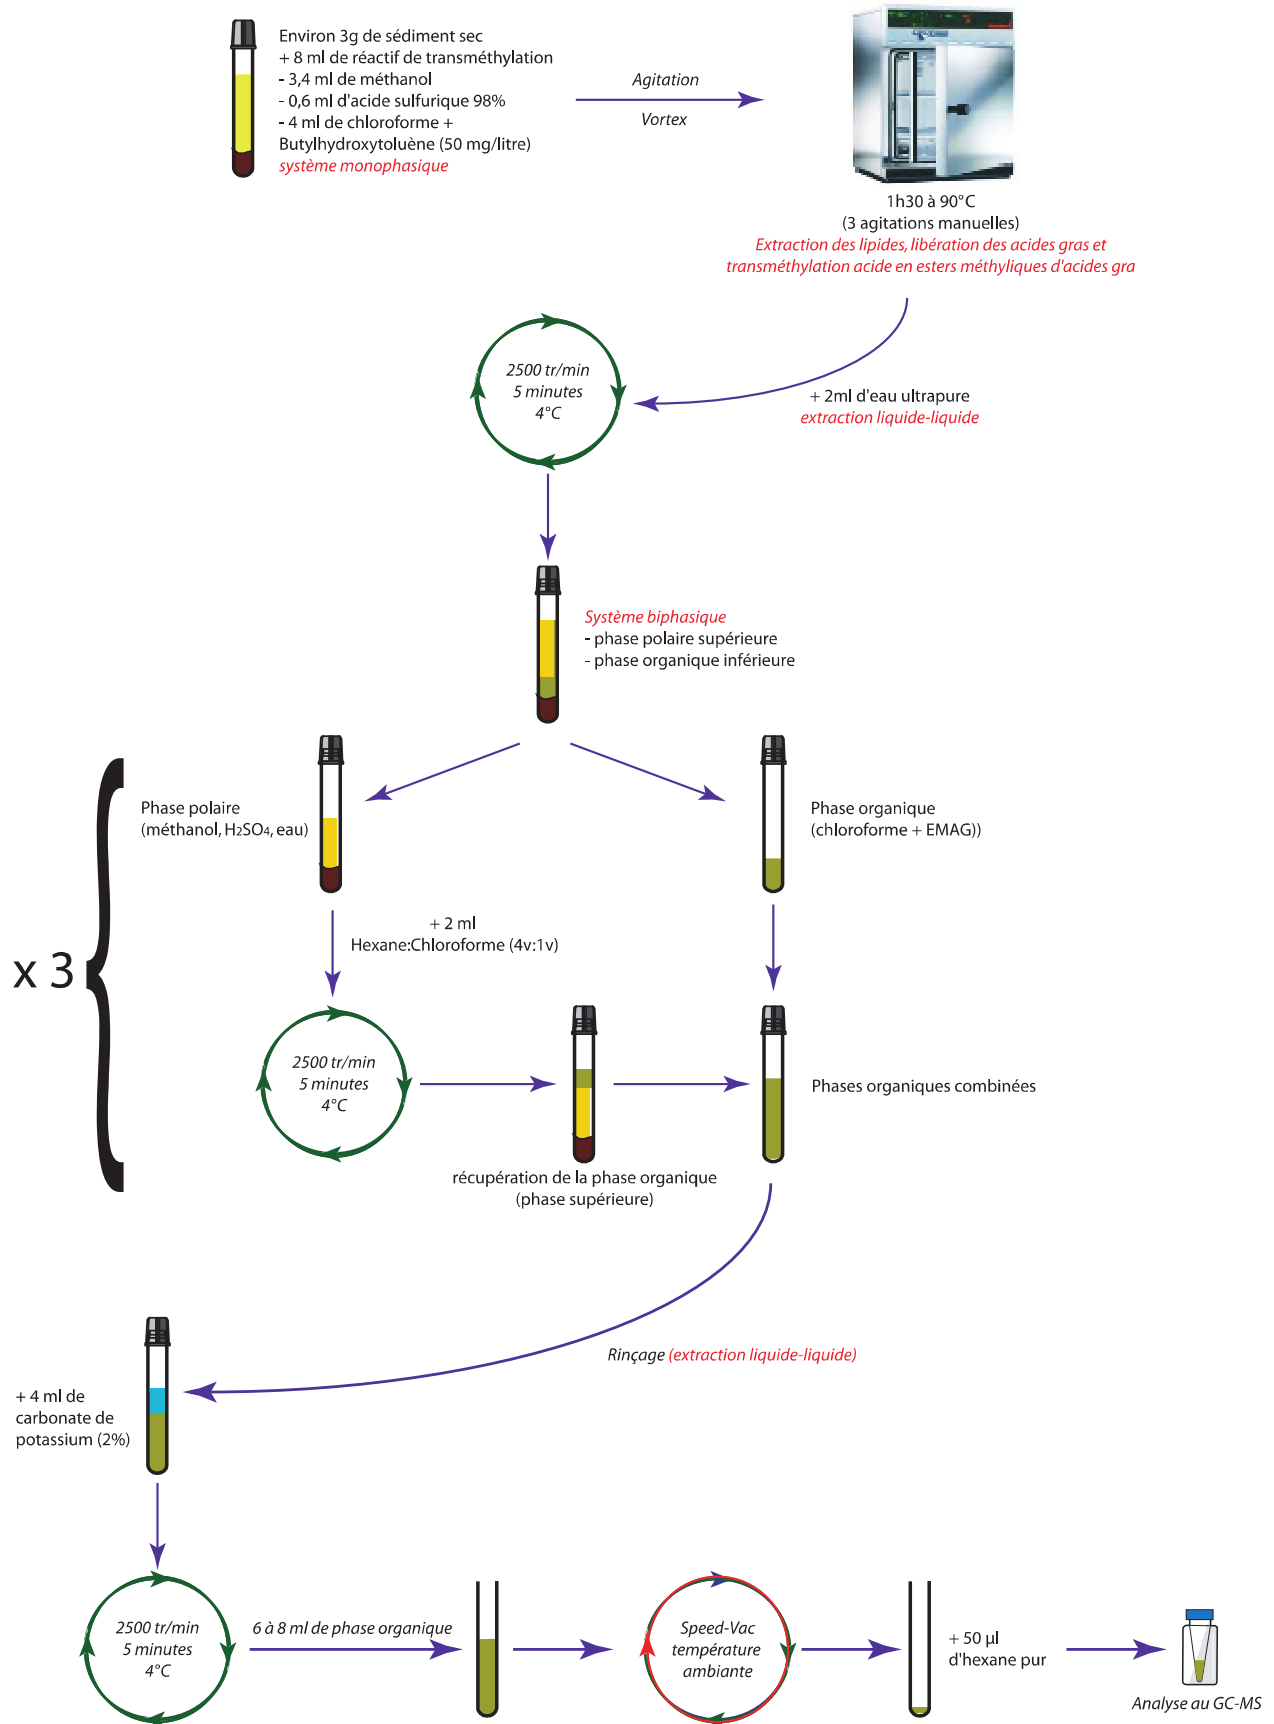 Environ 3g de sédiment sec
+ 8 ml de réactif de transméthylation
- 3,4 ml de méthanol
- 0,6 ml d'acide sulfurique 98%
- 4 ml de chloroforme +
Butylhydroxytoluène (50 mg/litre)
système monophasique
Agitation
Vortex
1h30 à 90°C
(3 agitations manuelles)
Extraction des lipides, libération des acides gras et
transméthylation acide en esters méthyliques d'acides gra
2500 tr/min
5 minutes
4°C
+ 2ml d'eau ultrapure
extraction liquide-liquide
Système biphasique
- phase polaire supérieure
- phase organique inférieure
Phase polaire
(méthanol, H2SO4, eau)
Phase organique
(chloroforme + EMAG))
x 3
+ 2 ml
Hexane:Chloroforme (4v:1v)
2500 tr/min
5 minutes
4°C
récupération de la phase organique
(phase supérieure)
Phases organiques combinées
Rinçage (extraction liquide-liquide)
+ 4 ml de
carbonate de
potassium (2%)
2500 tr/min
5 minutes
4°C
6 à 8 ml de phase organique
Speed-Vac
température
ambiante
+ 50 µl
d'hexane pur
Analyse au GC-MS